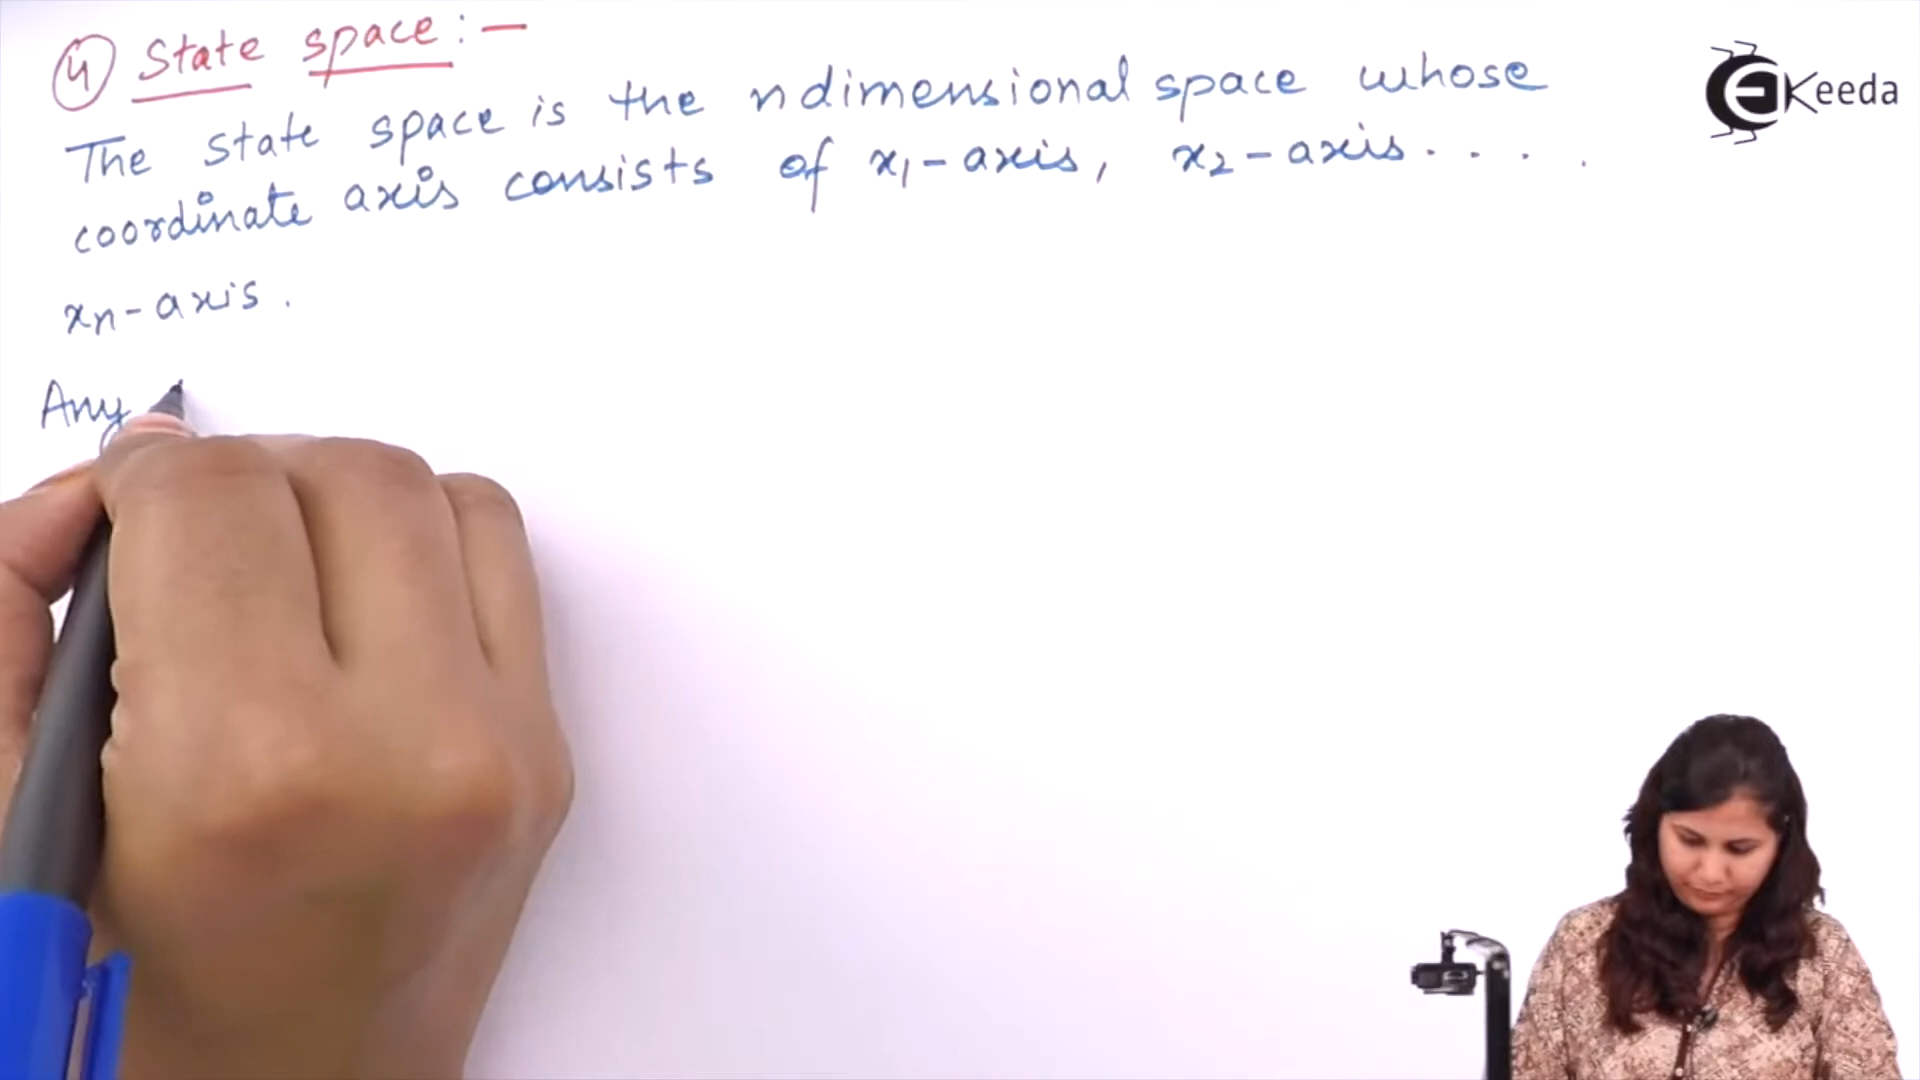 4 State space : -
The state space is the n dimensional space whose
coordinate axis consists of x₁ - axis, x₂ - axis . . . .
xₙ - axis .
Any
Keeda